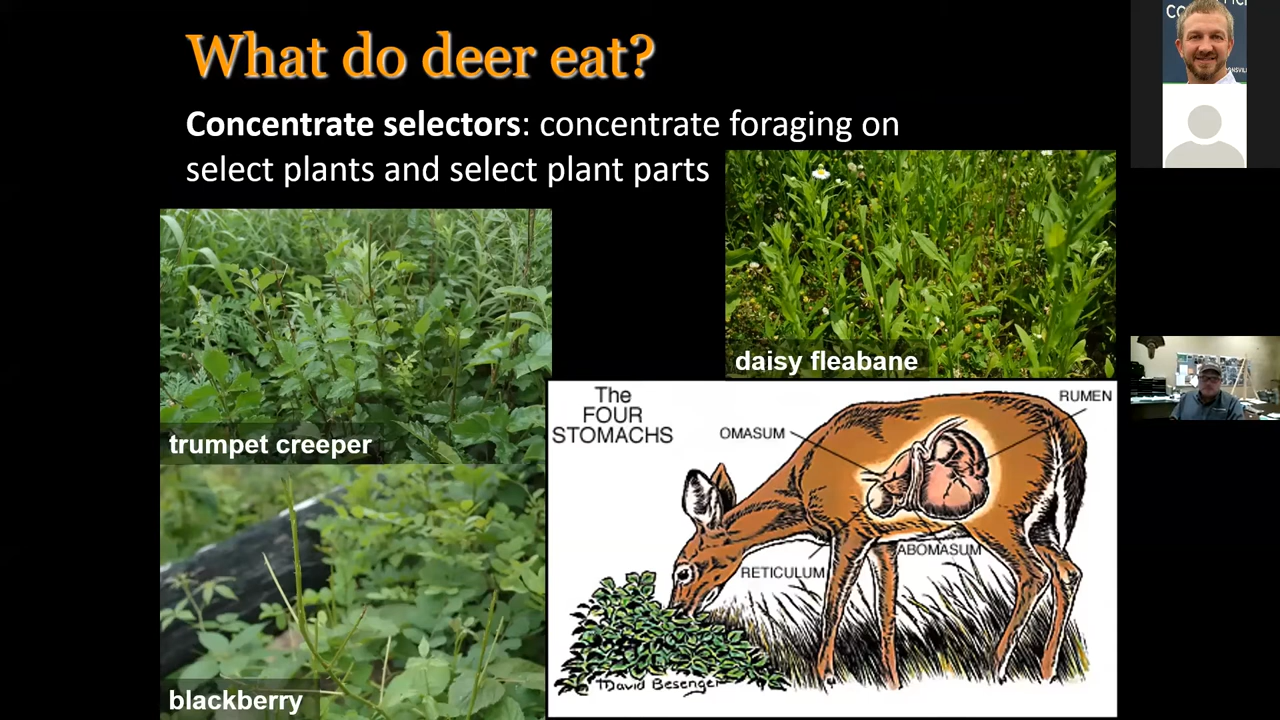 What do deer eat?
Concentrate selectors: concentrate foraging on
select plants and select plant parts
daisy fleabane
trumpet creeper
blackberry
The
FOUR
STOMACHS
OMASUM
RUMEN
RETICULUM
ABOMASUM
David Besenger